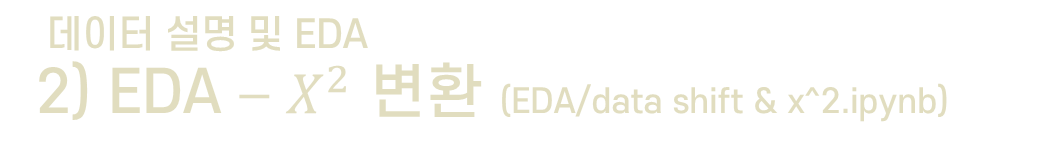 데이터 설명 및 EDA
2) EDA – X² 변환 (EDA/data shift & x^2.ipynb)